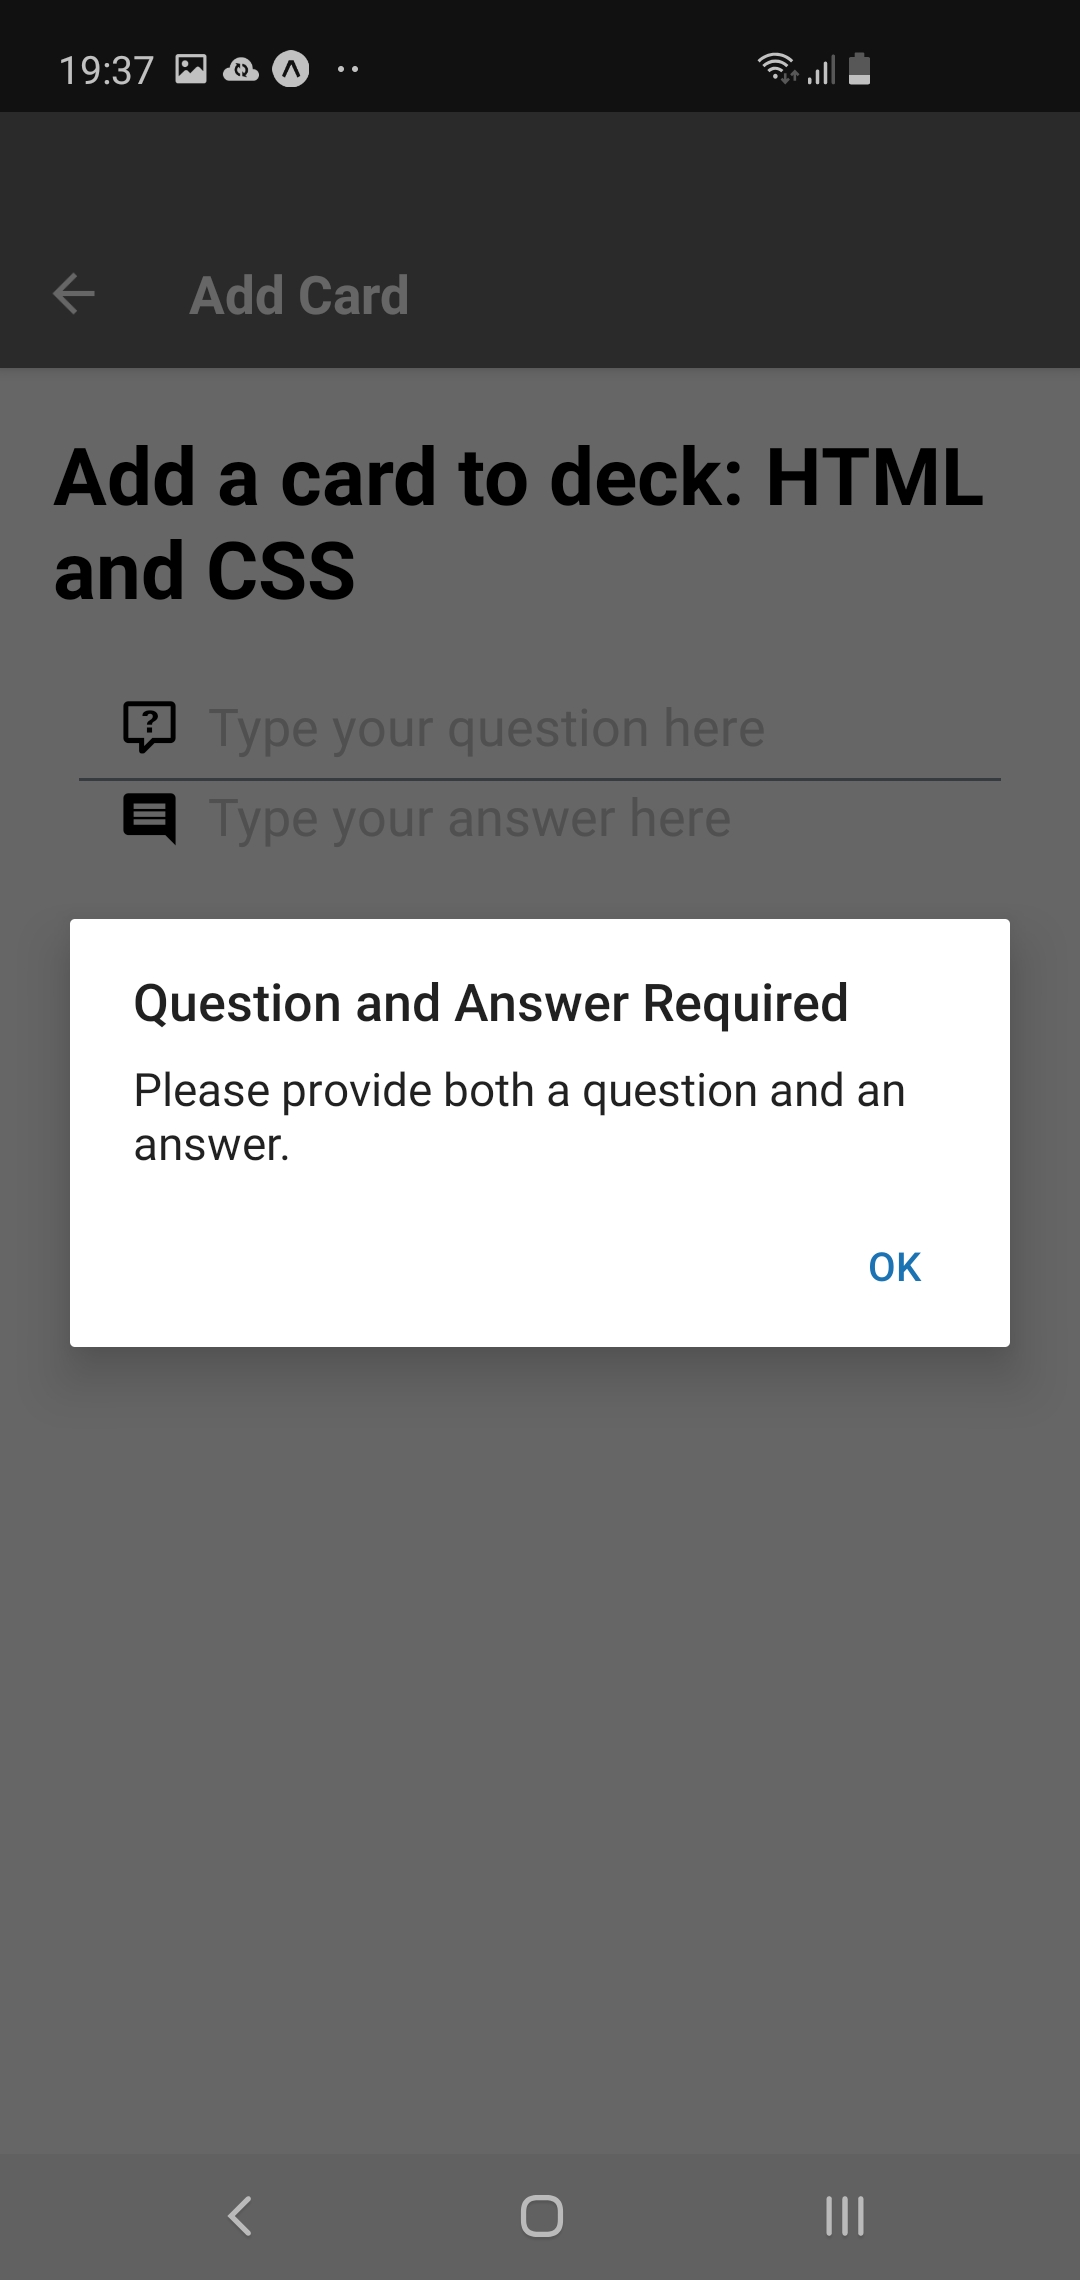 19:37
Add Card
Add a card to deck: HTML
and CSS
Type your question here
Type your answer here
Question and Answer Required
Please provide both a question and an
answer.
OK